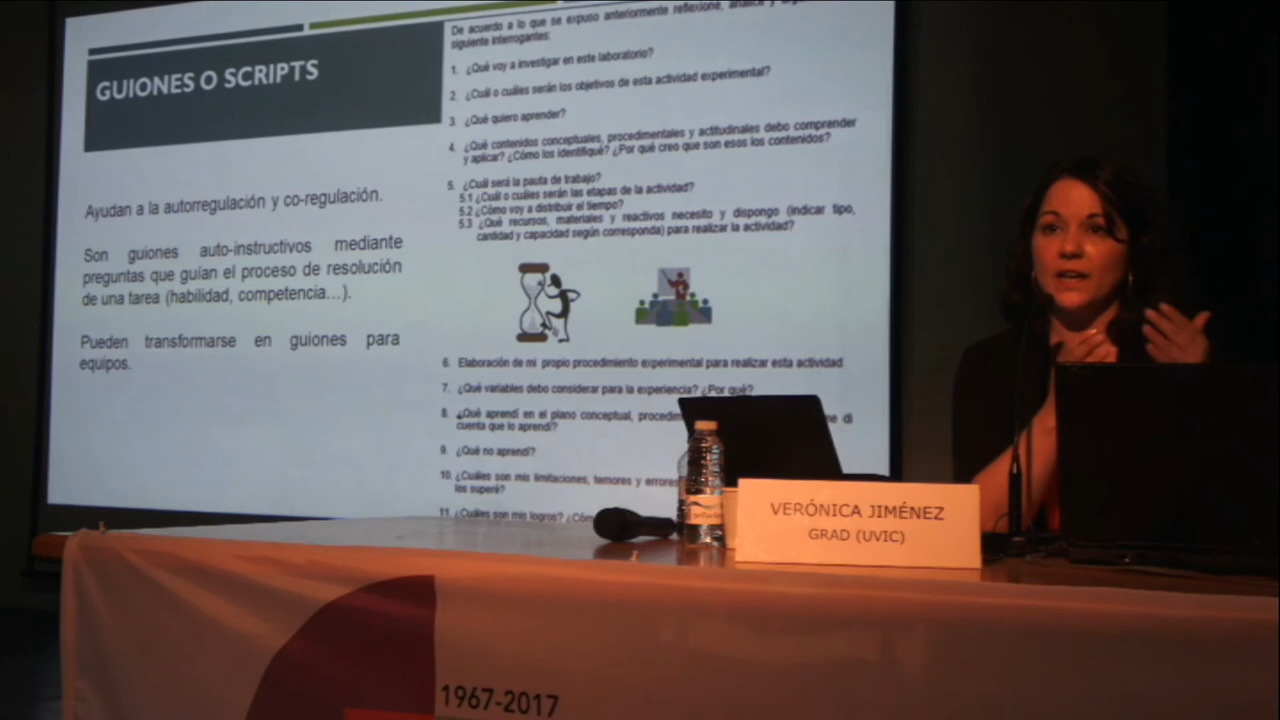 GUIONES O SCRIPTS
Ayudan a la autorregulación y co-regulación.
Son guiones auto-instructivos mediante
preguntas que guían el proceso de resolución
de una tarea (habilidad, competencia...).
Pueden transformarse en guiones para
equipos.
De acuerdo a lo que se expuso anteriormente reflexione, analice y
siguiente interrogantes:
1. ¿Qué voy a investigar en este laboratorio?
2. ¿Cuál o cuáles serán los objetivos de esta actividad experimental?
3. ¿Qué quiero aprender?
4. ¿Qué contenidos conceptuales, procedimentales y actitudinales debo comprender
y aplicar? ¿Cómo los identifiqué? ¿Por qué creo que son esos los contenidos?
5. ¿Cuál será la pauta de trabajo?
5.1 ¿Cuál o cuáles serán las etapas de la actividad?
5.2 ¿Cómo voy a distribuir el tiempo?
5.3 ¿Qué recursos, materiales y reactivos necesito y dispongo (indicar tipo,
cantidad y capacidad según corresponda) para realizar la actividad?
6. Elaboración de mi propio procedimiento experimental para realizar esta actividad
7. ¿Qué variables debo considerar para la experiencia? ¿Por qué?
8. ¿Qué aprendí en el plano conceptual, procedim me di
cuenta que lo aprendí?
9. ¿Qué no aprendí?
10. ¿Cuáles son mis limitaciones, temores y errores
los superé?
11. ¿Cuáles son mis logros? ¿Cóm
VERÓNICA JIMÉNEZ
GRAD (UVIC)
1967-2017